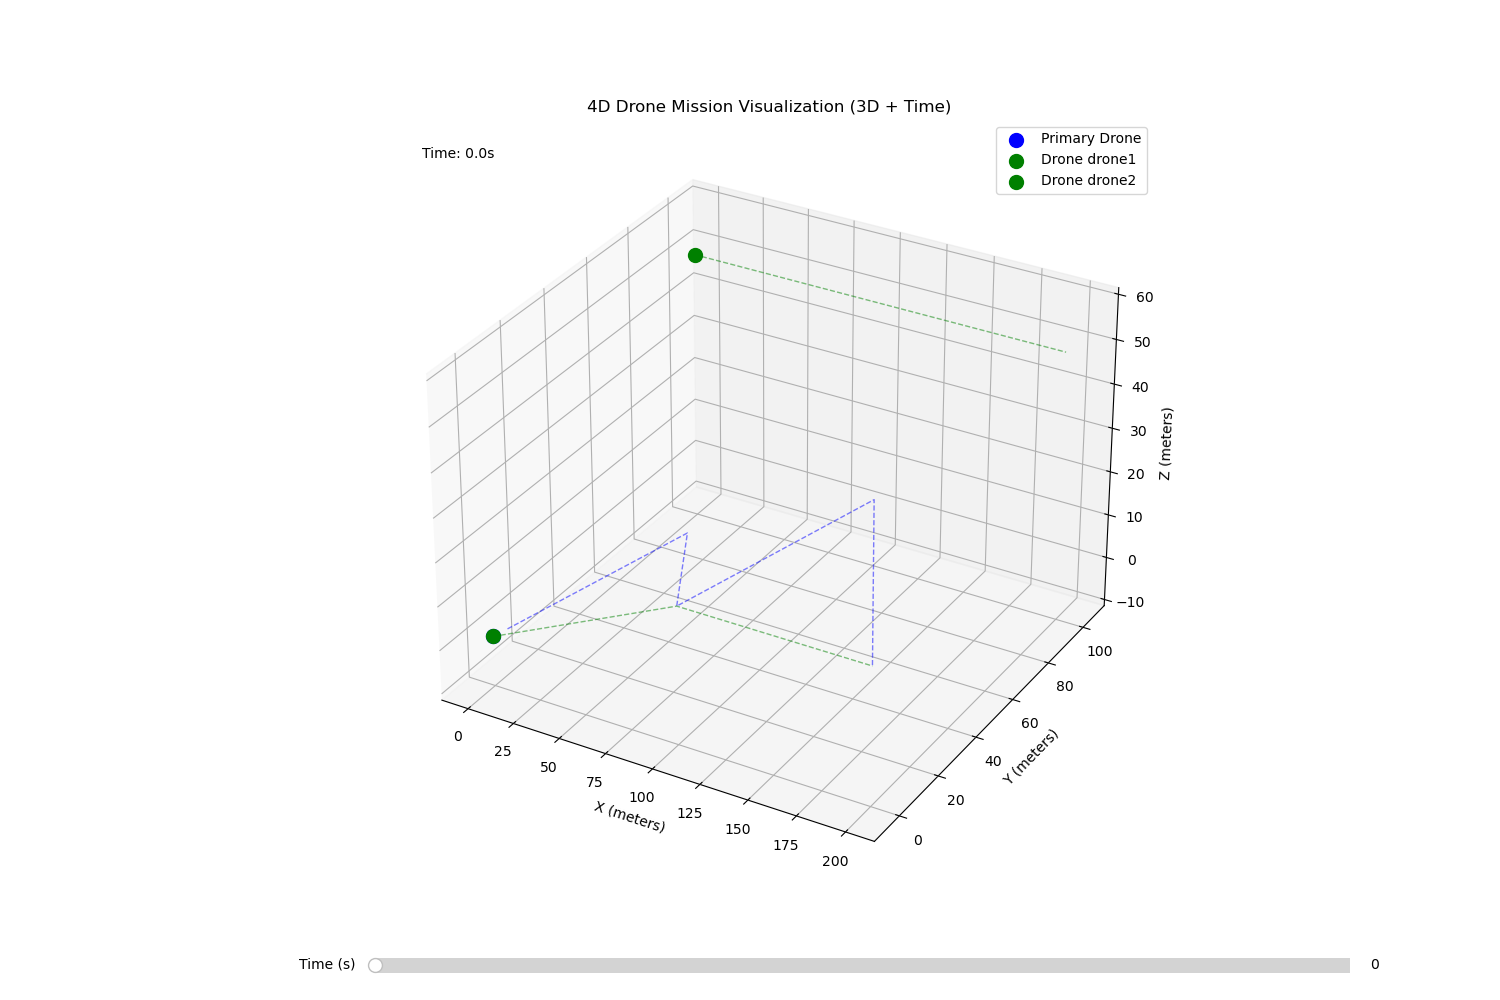 4D Drone Mission Visualization (3D + Time)
Time: 0.0s
Primary Drone
Drone drone1
Drone drone2
60
50
40
30
20
10
0
−10
Z (meters)
100
80
60
40
20
0
Y (meters)
0
25
50
75
100
125
150
175
200
X (meters)
Time (s)
0